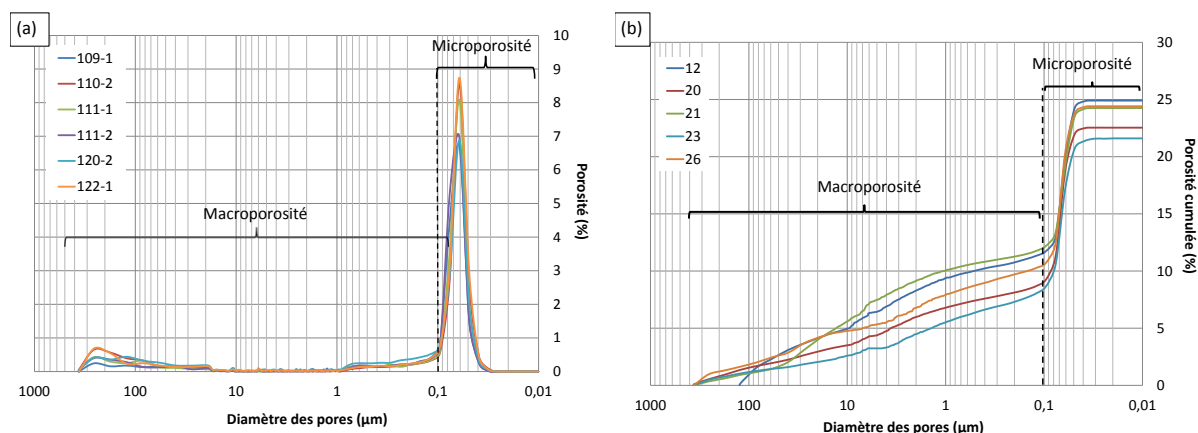 (a)
Microporosité
109-1
110-2
111-1
111-2
120-2
122-1
Macroporosité
10
9
8
7
6
5
4
3
2
1
0
Porosité (%)
1000 100 10 1 0,1 0,01
Diamètre des pores (µm)
(b)
12
20
21
23
26
Microporosité
Macroporosité
30
25
20
15
10
5
0
Porosité cumulée (%)
1000 100 10 1 0,1 0,01
Diamètre des pores (µm)